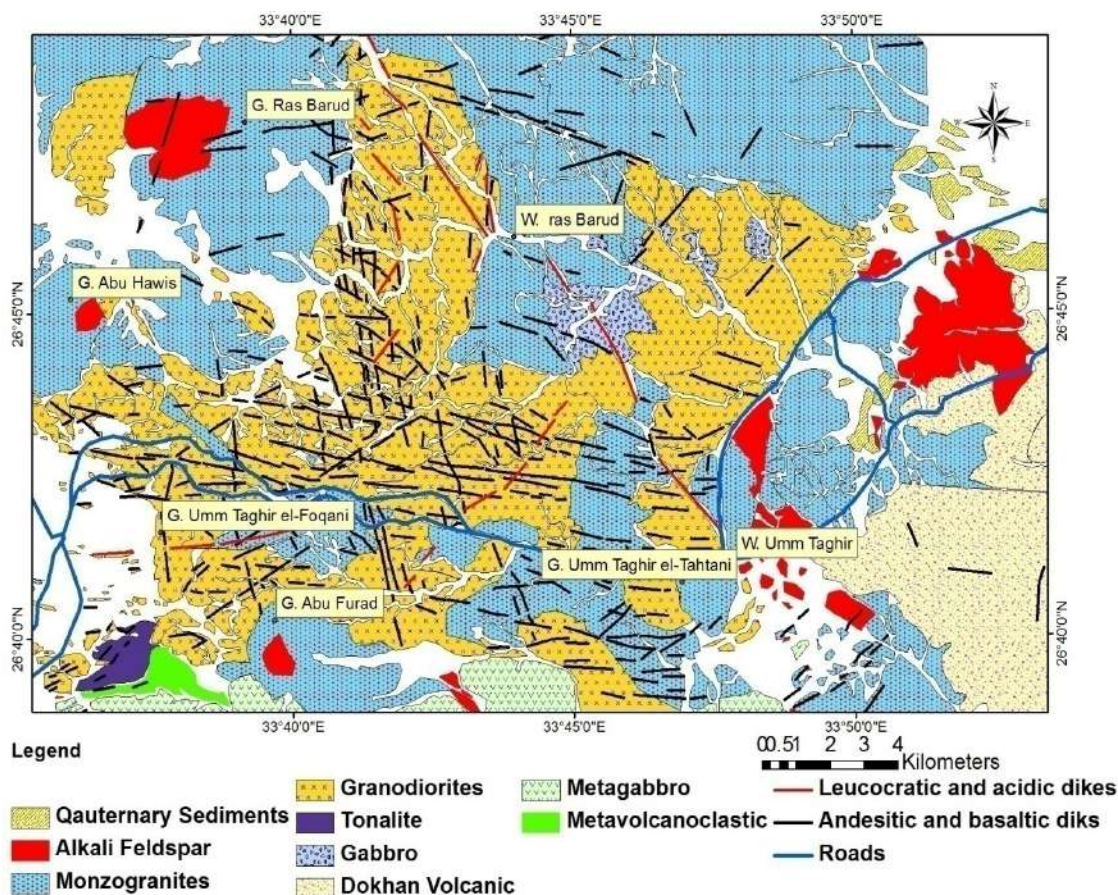 33°40'0"E 33°45'0"E 33°50'0"E
N
W E
S
G. Ras Barud
W. ras Barud
G. Abu Hawis
26°45'0"N 26°45'0"N
G. Umm Taghir el-Foqani
W. Umm Taghir
G. Umm Taghir el-Tahtani
G. Abu Furad
26°40'0"N 26°40'0"N
33°40'0"E 33°45'0"E 33°50'0"E
Legend
00.51 2 3 4
Kilometers
Qauternary Sediments
Alkali Feldspar
Monzogranites
Granodiorites
Tonalite
Gabbro
Dokhan Volcanic
Metagabbro
Metavolcanoclastic
Leucocratic and acidic dikes
Andesitic and basaltic diks
Roads